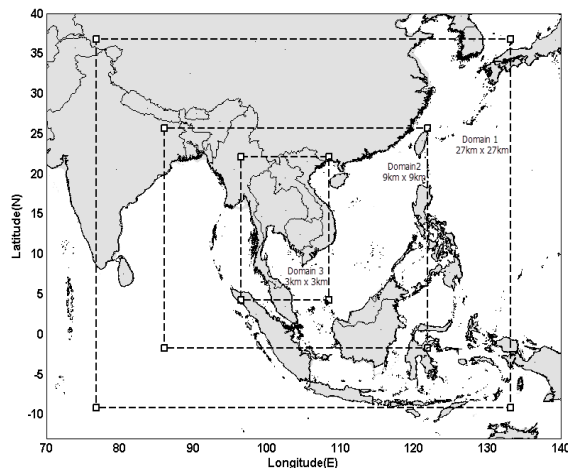 40
35
30
25
20
15
10
5
0
-5
-10
Latitude(N)
Domain 1
27km x 27km
Domain2
9km x 9km
Domain 3
3km x 3km
70
80
90
100
110
120
130
140
Longitude(E)